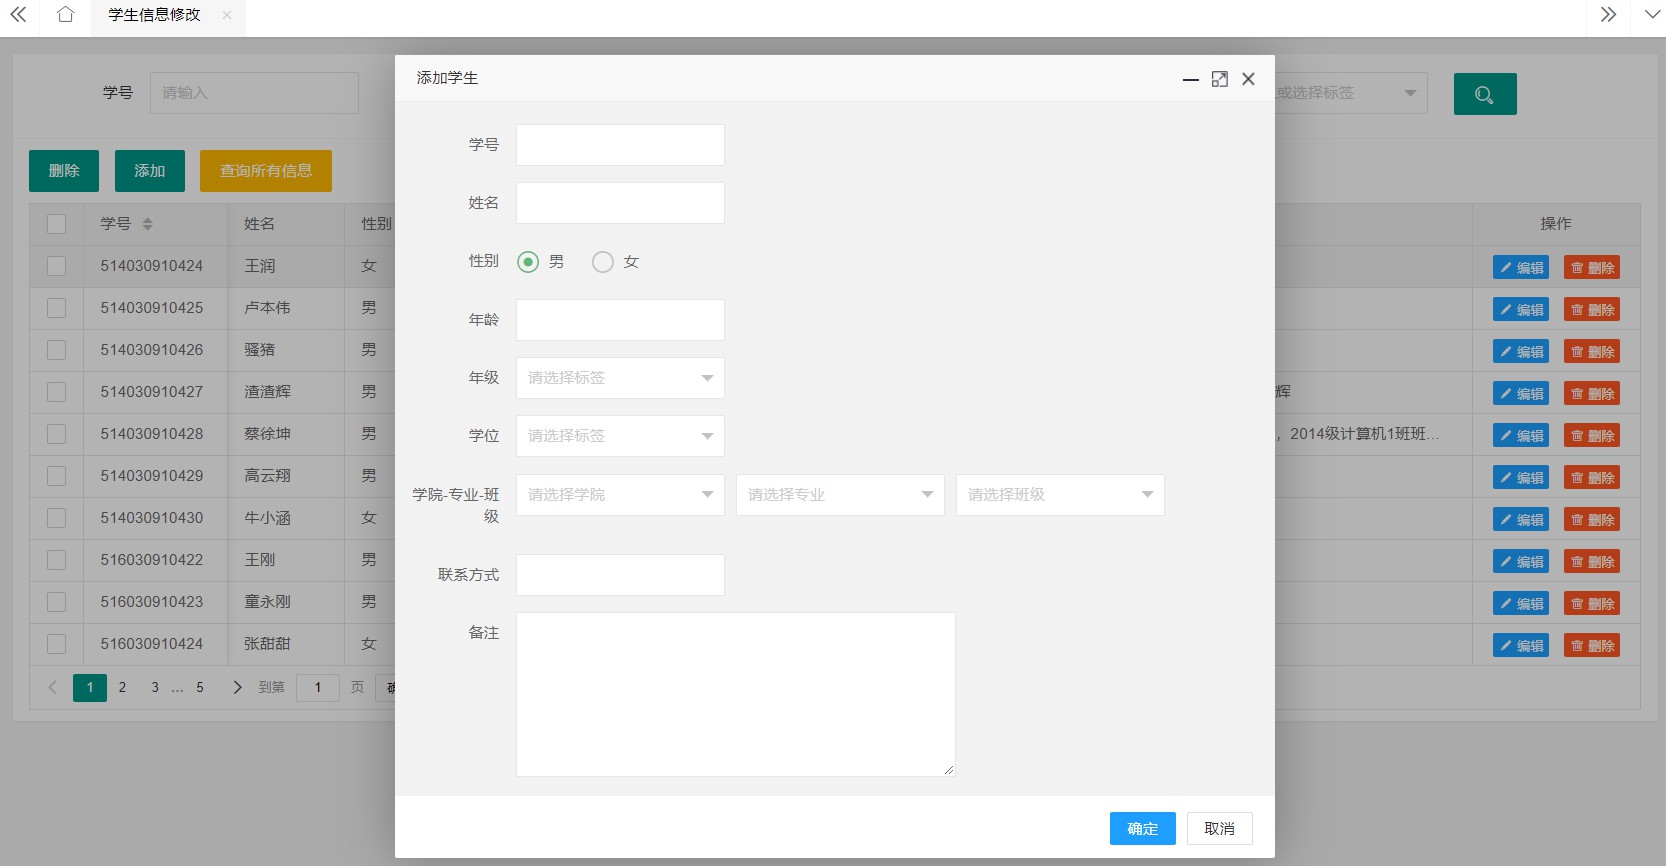 学生信息修改
添加学生
学号 请输入
或选择标签
删除 添加 查询所有信息
学号 姓名 性别 操作
514030910424 王润 女 编辑 删除
514030910425 卢本伟 男 编辑 删除
514030910426 骚猪 男 编辑 删除
514030910427 渣渣辉 男 辉 编辑 删除
514030910428 蔡徐坤 男 ，2014级计算机1班班... 编辑 删除
514030910429 高云翔 男 编辑 删除
514030910430 牛小涵 女 编辑 删除
516030910422 王刚 男 编辑 删除
516030910423 童永刚 男 编辑 删除
516030910424 张甜甜 女 编辑 删除
1 2 3 ... 5 到第 1 页
学号
姓名
性别 男 女
年龄
年级 请选择标签
学位 请选择标签
学院-专业-班级 请选择学院 请选择专业 请选择班级
联系方式
备注
确定 取消